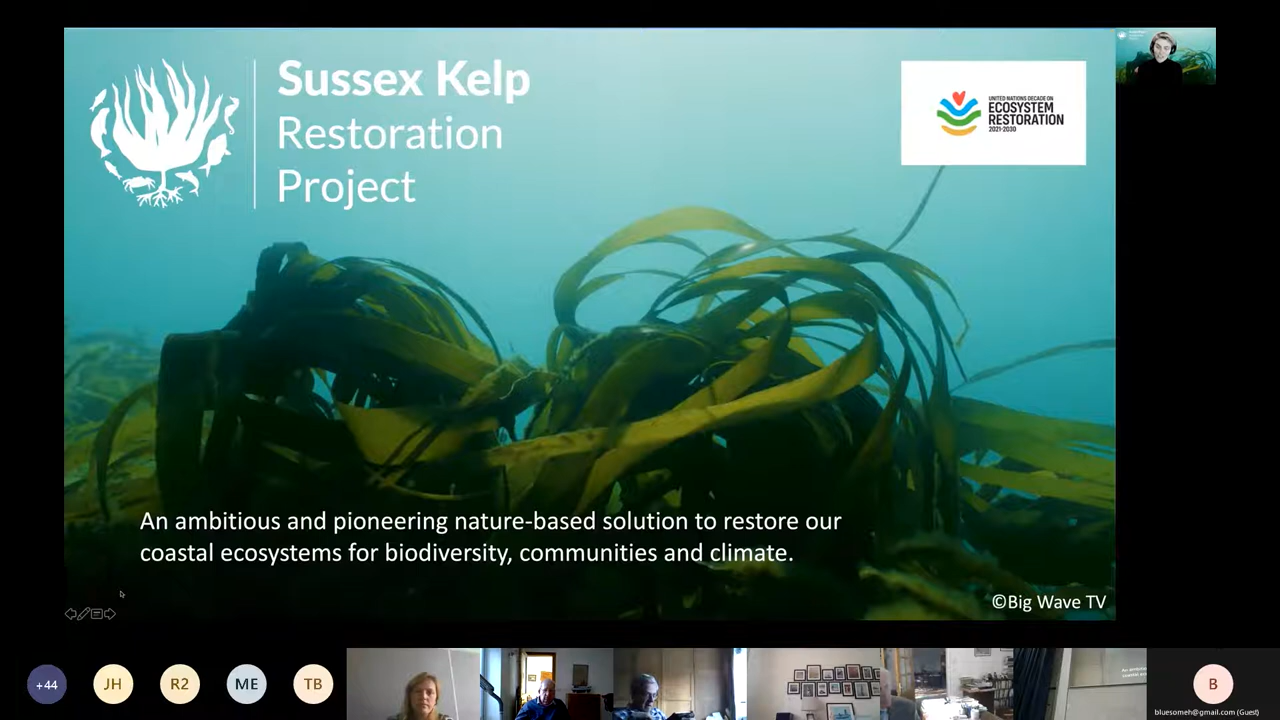 Sussex Kelp
Restoration
Project
UNITED NATIONS DECADE ON
ECOSYSTEM
RESTORATION
2021-2030
An ambitious and pioneering nature-based solution to restore our
coastal ecosystems for biodiversity, communities and climate.
©Big Wave TV
+44
JH
R2
ME
TB
B
bluesomeh@gmail.com (Guest)